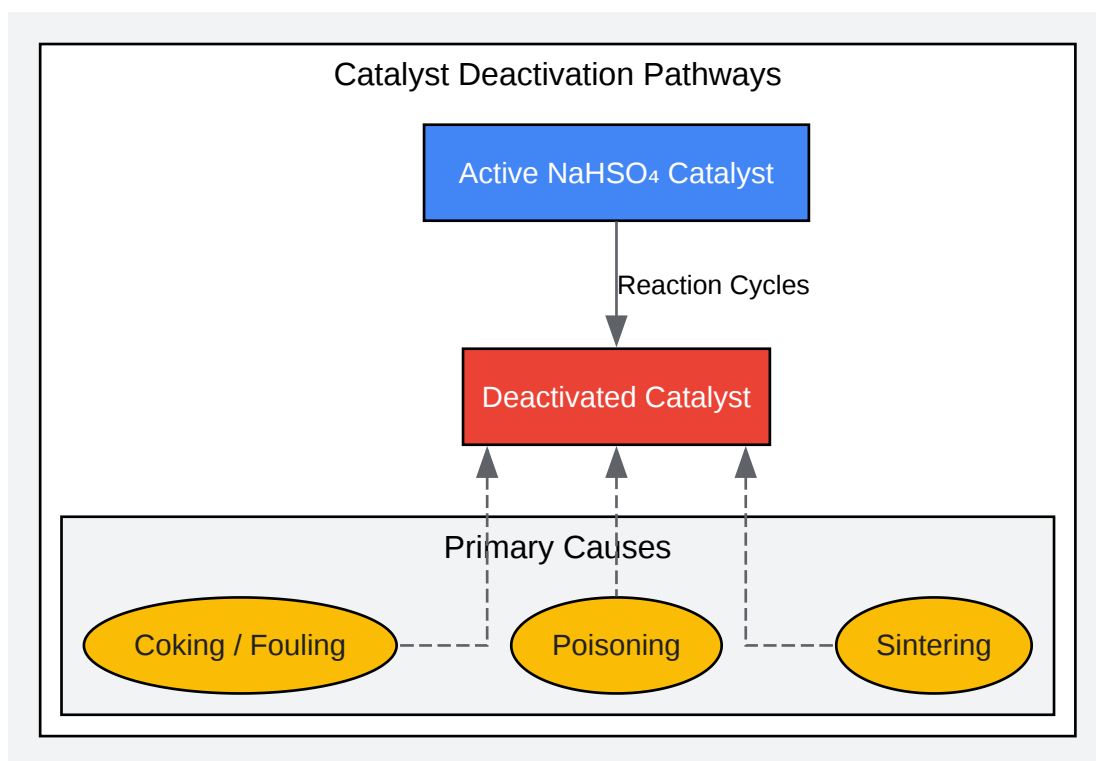 Catalyst Deactivation Pathways
Active NaHSO₄ Catalyst
Reaction Cycles
Deactivated Catalyst
Primary Causes
Coking / Fouling
Poisoning
Sintering